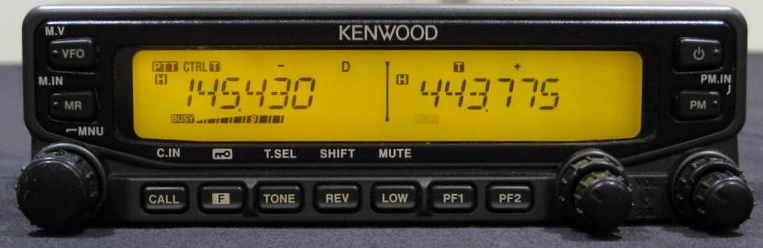 M.V
KENWOOD
VFO
PTT CTRL T - D T +
H 145.430 H 443.775
M.IN
PM.IN
MR
BUSY 9
PM
MNU
C.IN T.SEL SHIFT MUTE
CALL F TONE REV LOW PF1 PF2